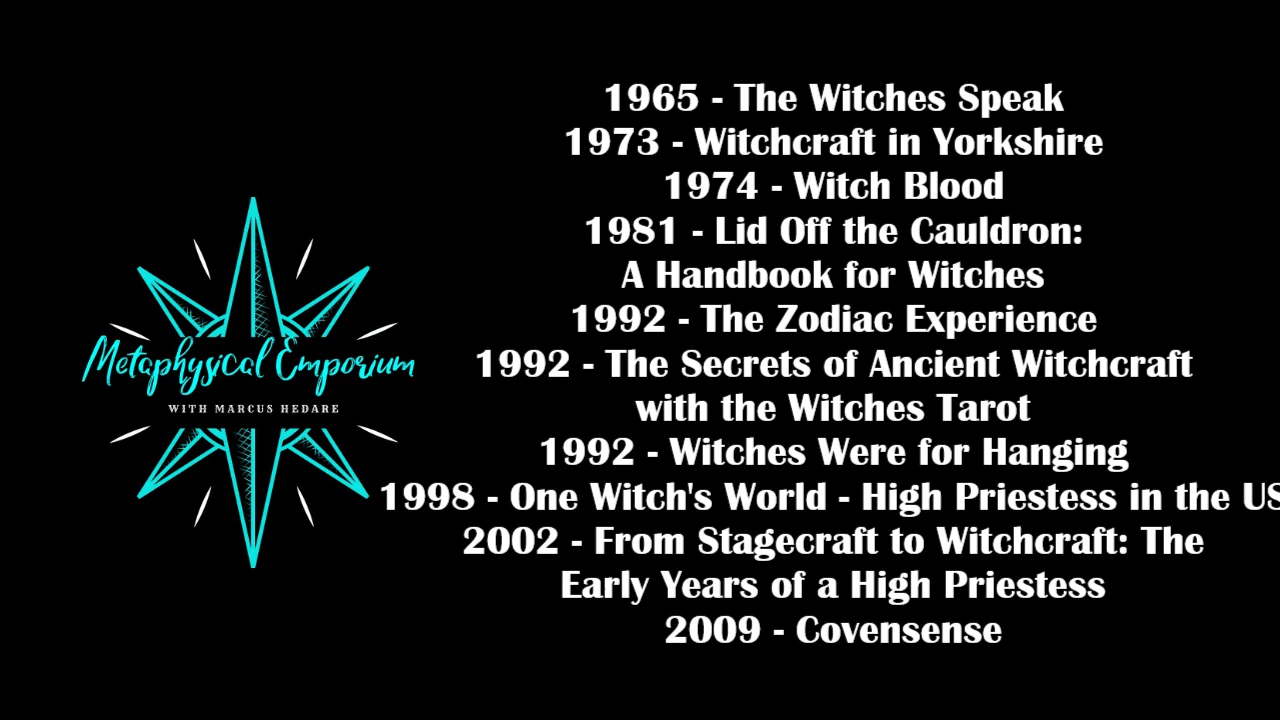 Metaphysical Emporium
WITH MARCUS HEDARE
1965 - The Witches Speak
1973 - Witchcraft in Yorkshire
1974 - Witch Blood
1981 - Lid Off the Cauldron:
A Handbook for Witches
1992 - The Zodiac Experience
1992 - The Secrets of Ancient Witchcraft
with the Witches Tarot
1992 - Witches Were for Hanging
1998 - One Witch's World - High Priestess in the US
2002 - From Stagecraft to Witchcraft: The
Early Years of a High Priestess
2009 - Covensense